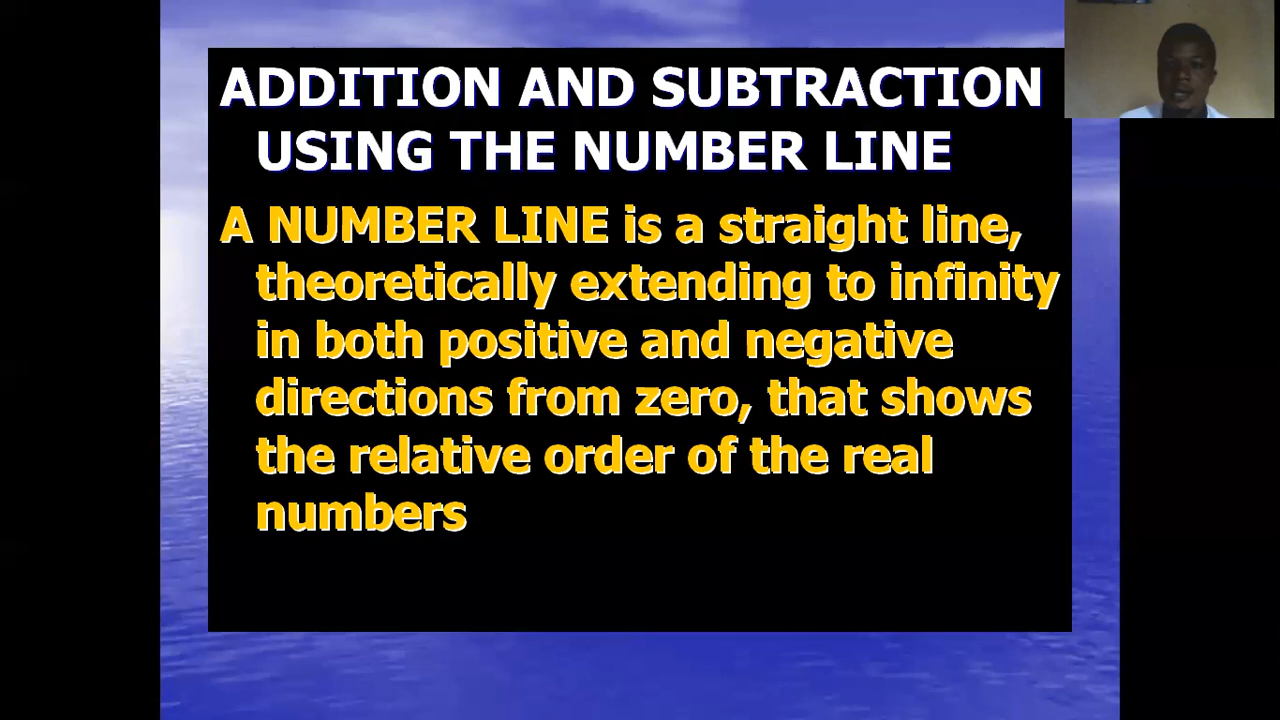 ADDITION AND SUBTRACTION
USING THE NUMBER LINE
A NUMBER LINE is a straight line,
theoretically extending to infinity
in both positive and negative
directions from zero, that shows
the relative order of the real
numbers